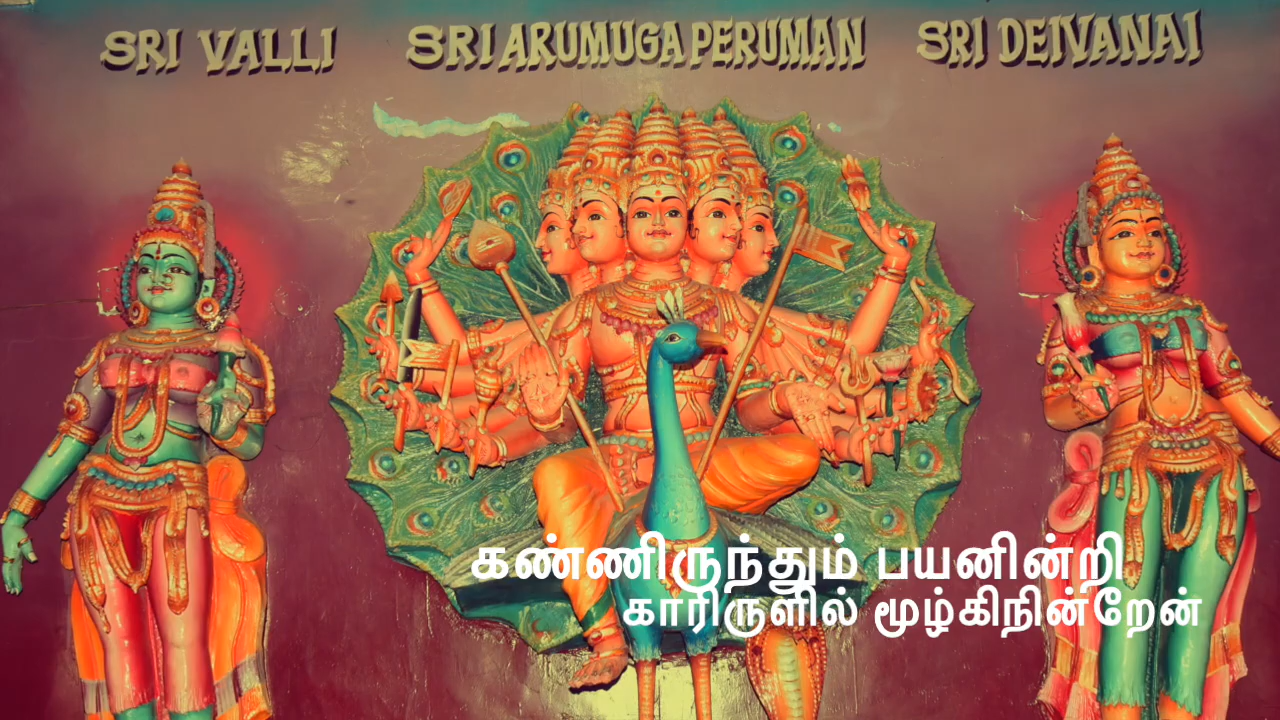 SRI VALLI
SRI ARUMUGA PERUMAN
SRI DEIVANAI
கண்ணிருந்தும் பயனின்றி
காரிருளில் மூழ்கிநின்றேன்